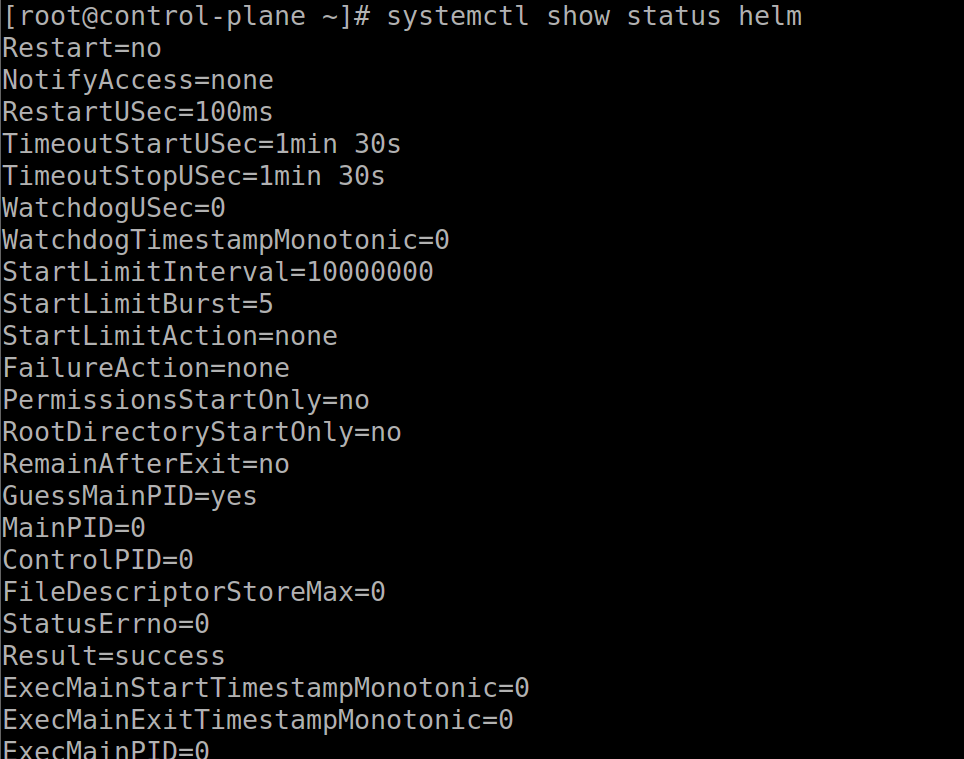 [root@control-plane ~]# systemctl show status helm
Restart=no
NotifyAccess=none
RestartUSec=100ms
TimeoutStartUSec=1min 30s
TimeoutStopUSec=1min 30s
WatchdogUSec=0
WatchdogTimestampMonotonic=0
StartLimitInterval=10000000
StartLimitBurst=5
StartLimitAction=none
FailureAction=none
PermissionsStartOnly=no
RootDirectoryStartOnly=no
RemainAfterExit=no
GuessMainPID=yes
MainPID=0
ControlPID=0
FileDescriptorStoreMax=0
StatusErrno=0
Result=success
ExecMainStartTimestampMonotonic=0
ExecMainExitTimestampMonotonic=0
ExecMainPID=0